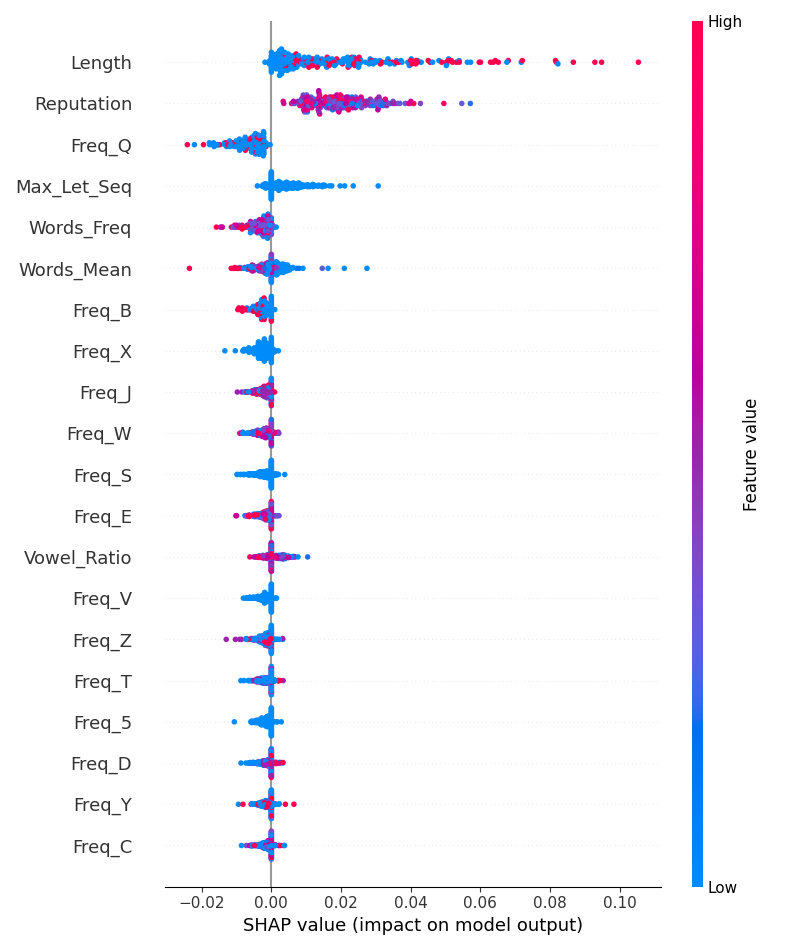 High
Length
Reputation
Freq_Q
Max_Let_Seq
Words_Freq
Words_Mean
Freq_B
Freq_X
Freq_J
Freq_W
Freq_S
Freq_E
Vowel_Ratio
Freq_V
Freq_Z
Freq_T
Freq_5
Freq_D
Freq_Y
Freq_C
Feature value
Low
−0.02 0.00 0.02 0.04 0.06 0.08 0.10
SHAP value (impact on model output)